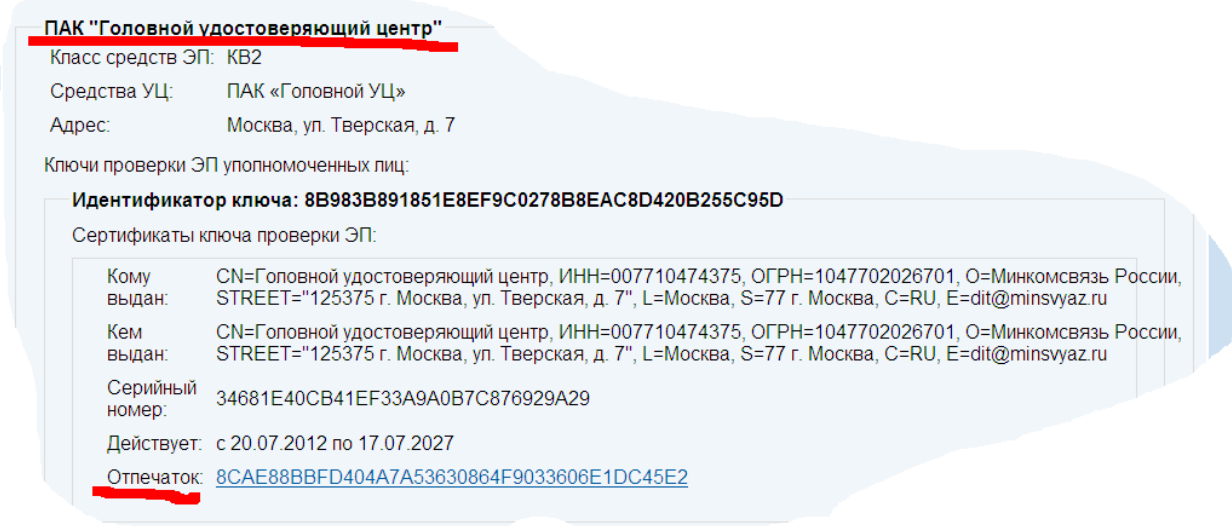 ПАК "Головной удостоверяющий центр"
Класс средств ЭП: КВ2
Средства УЦ: ПАК «Головной УЦ»
Адрес: Москва, ул. Тверская, д. 7
Ключи проверки ЭП уполномоченных лиц:
Идентификатор ключа: 8B983B891851E8EF9C0278B8EAC8D420B255C95D
Сертификаты ключа проверки ЭП:
Кому выдан: CN=Головной удостоверяющий центр, ИНН=007710474375, ОГРН=1047702026701, O=Минкомсвязь России,
STREET="125375 г. Москва, ул. Тверская, д. 7", L=Москва, S=77 г. Москва, C=RU, E=dit@minsvyaz.ru
Кем выдан: CN=Головной удостоверяющий центр, ИНН=007710474375, ОГРН=1047702026701, O=Минкомсвязь России,
STREET="125375 г. Москва, ул. Тверская, д. 7", L=Москва, S=77 г. Москва, C=RU, E=dit@minsvyaz.ru
Серийный номер: 34681E40CB41EF33A9A0B7C876929A29
Действует: с 20.07.2012 по 17.07.2027
Отпечаток: 8CAE88BBFD404A7A53630864F9033606E1DC45E2